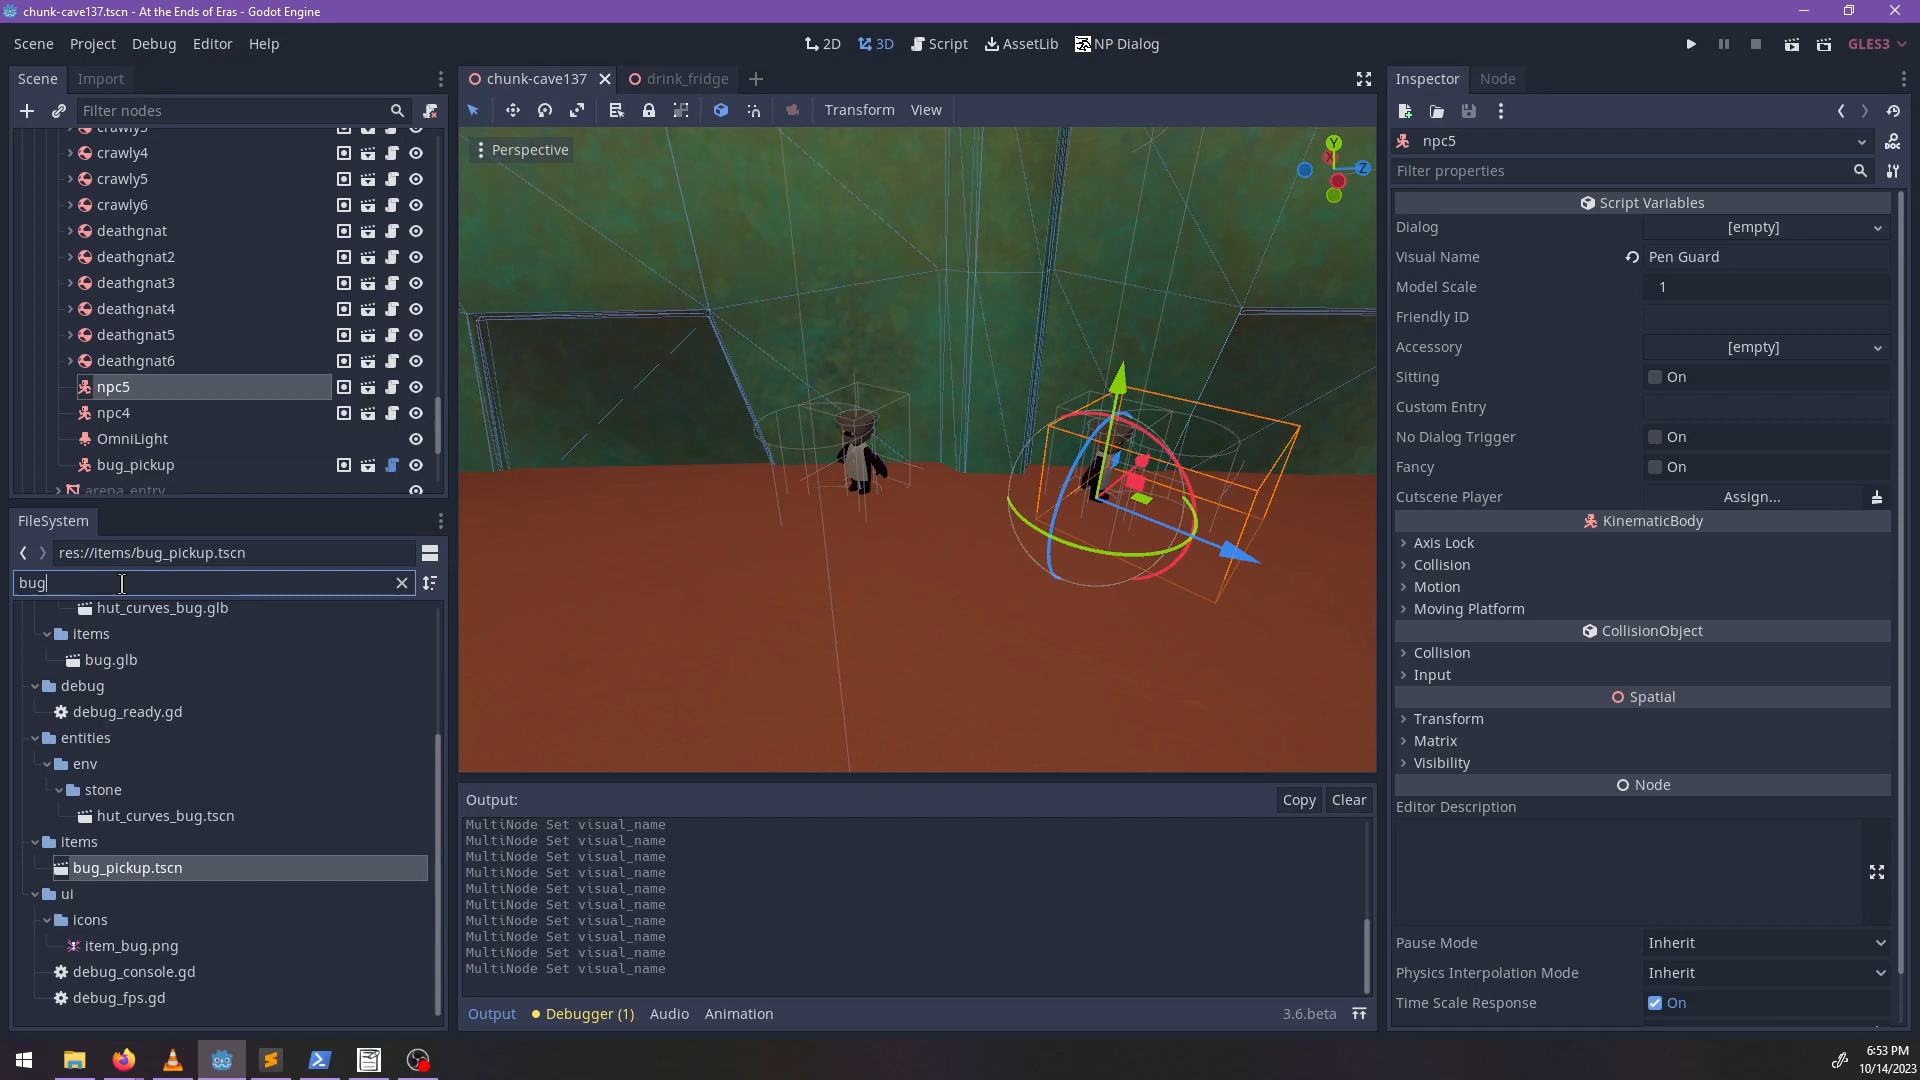 chunk-cave137.tscn - At the Ends of Eras - Godot Engine
Scene Project Debug Editor Help
2D 3D Script AssetLib NP Dialog
GLES3
Scene Import
Filter nodes
crawly3
crawly4
crawly5
crawly6
deathgnat
deathgnat2
deathgnat3
deathgnat4
deathgnat5
deathgnat6
npc5
npc4
OmniLight
bug_pickup
arena_entry
FileSystem
res://items/bug_pickup.tscn
bug
hut_curves_bug.glb
items
bug.glb
debug
debug_ready.gd
entities
env
stone
hut_curves_bug.tscn
items
bug_pickup.tscn
ui
icons
item_bug.png
debug_console.gd
debug_fps.gd
chunk-cave137 drink_fridge
Transform View
Perspective
Y
X
Z
Output: Copy Clear
MultiNode Set visual_name
MultiNode Set visual_name
MultiNode Set visual_name
MultiNode Set visual_name
MultiNode Set visual_name
MultiNode Set visual_name
MultiNode Set visual_name
MultiNode Set visual_name
MultiNode Set visual_name
MultiNode Set visual_name
Output Debugger (1) Audio Animation 3.6.beta
Inspector Node
npc5
Filter properties
Script Variables
Dialog [empty]
Visual Name Pen Guard
Model Scale 1
Friendly ID
Accessory [empty]
Sitting On
Custom Entry
No Dialog Trigger On
Fancy On
Cutscene Player Assign...
KinematicBody
Axis Lock
Collision
Motion
Moving Platform
CollisionObject
Collision
Input
Spatial
Transform
Matrix
Visibility
Node
Editor Description
Pause Mode Inherit
Physics Interpolation Mode Inherit
Time Scale Response On
6:53 PM
10/14/2023